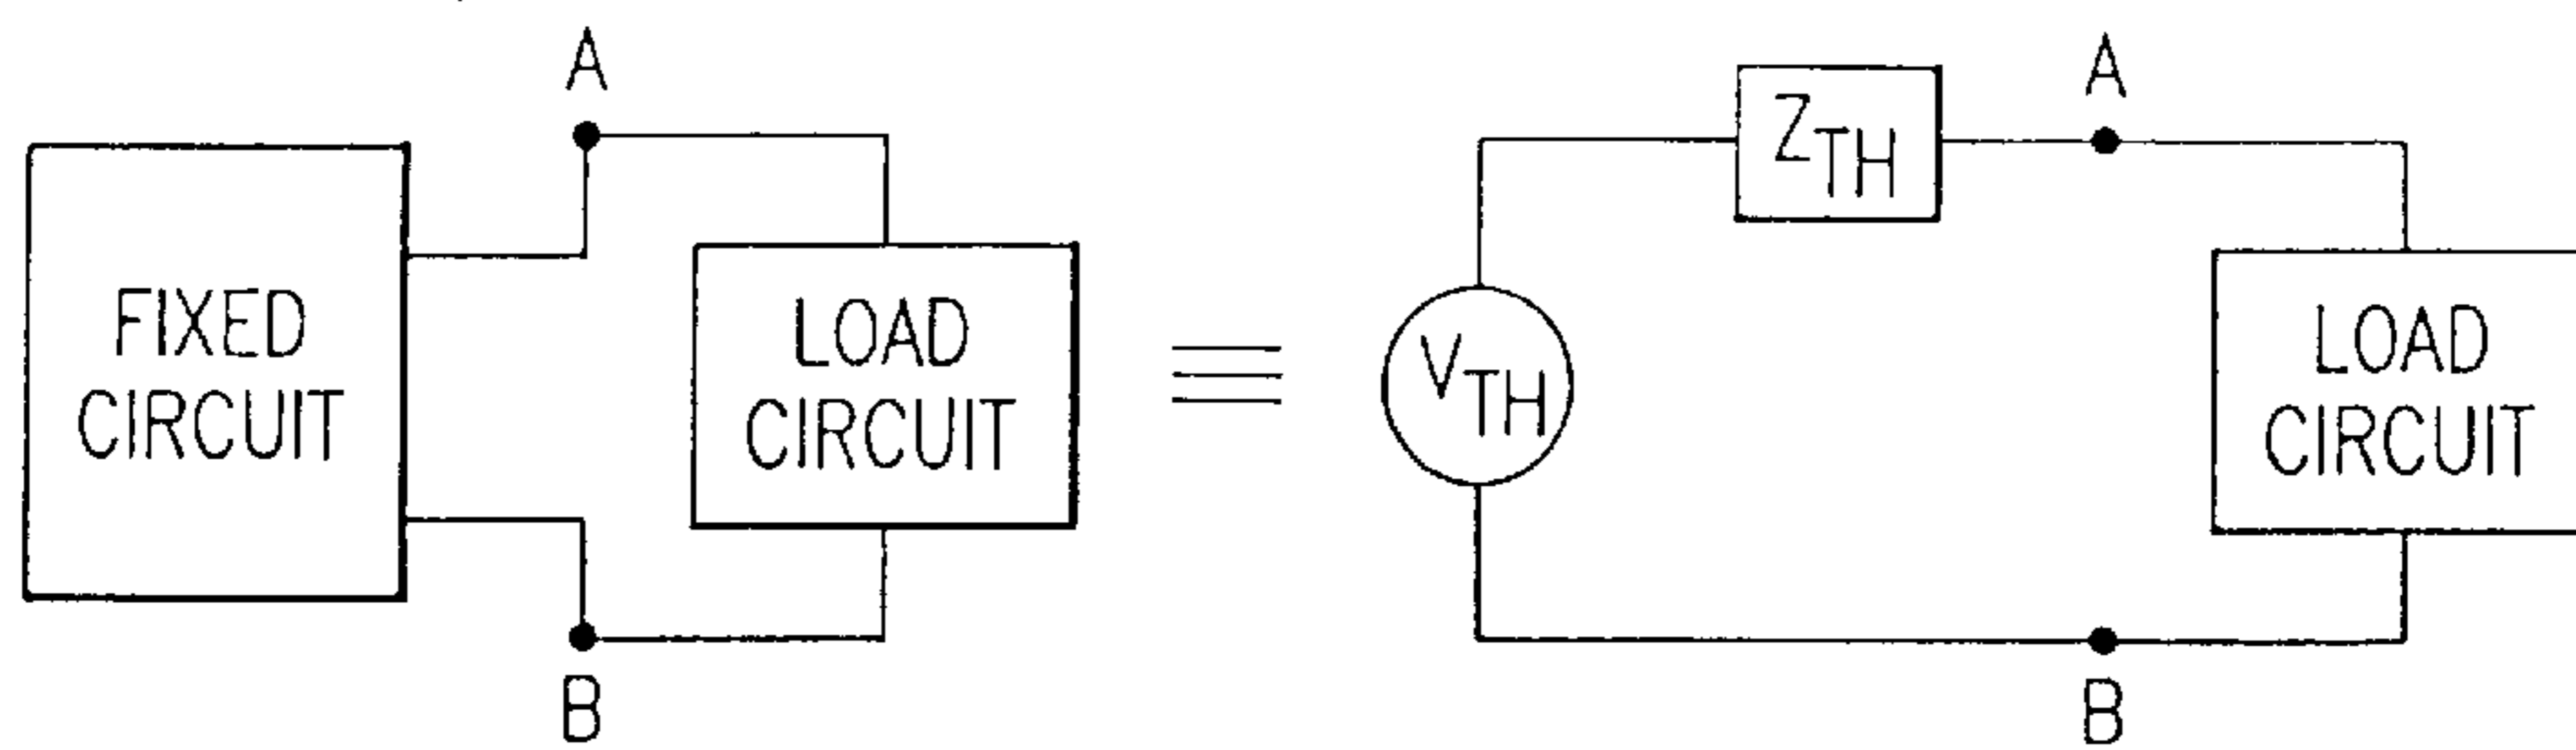 A
FIXED
CIRCUIT
LOAD
CIRCUIT
B
Z_TH
A
V_TH
LOAD
CIRCUIT
B